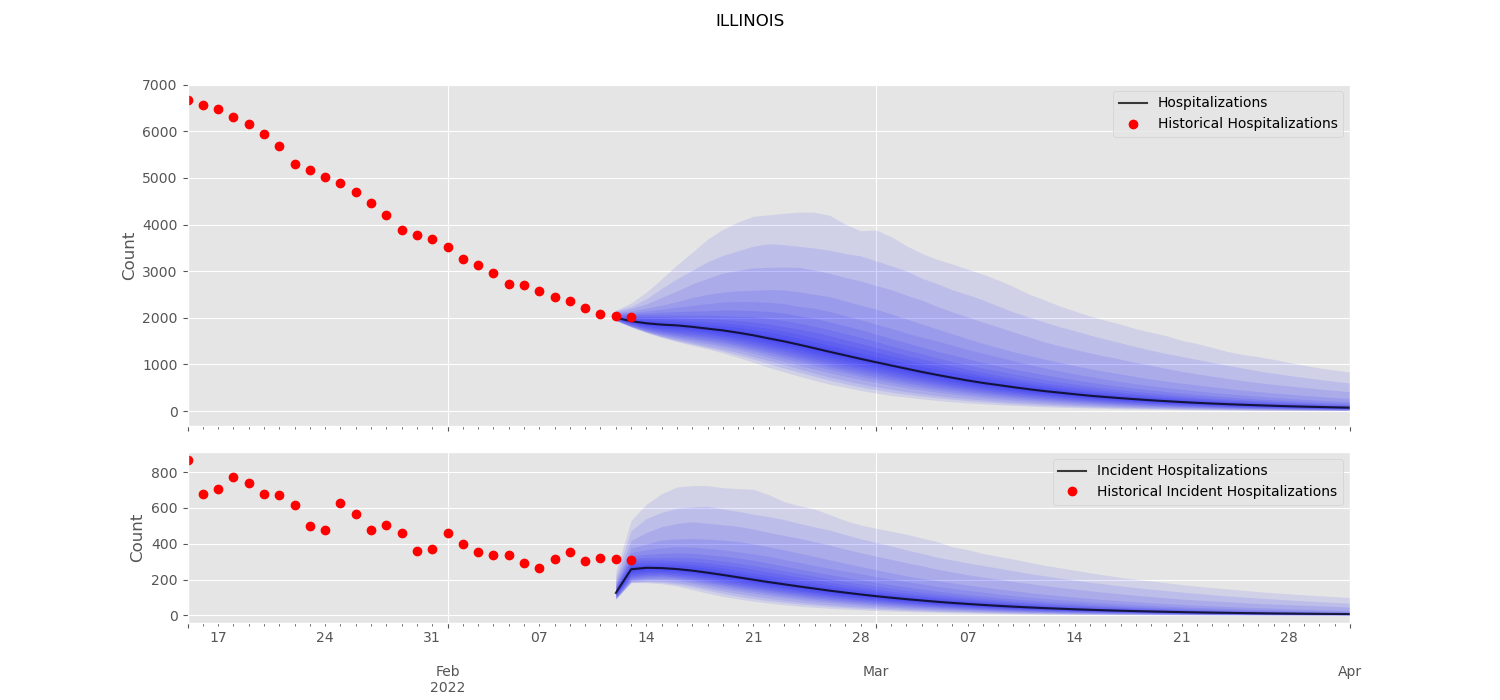 ILLINOIS
7000
6000
5000
4000
3000
2000
1000
0
Count
Hospitalizations
Historical Hospitalizations
800
600
400
200
0
Count
Incident Hospitalizations
Historical Incident Hospitalizations
17 24 31 07 14 21 28 07 14 21 28
Feb Mar Apr
2022